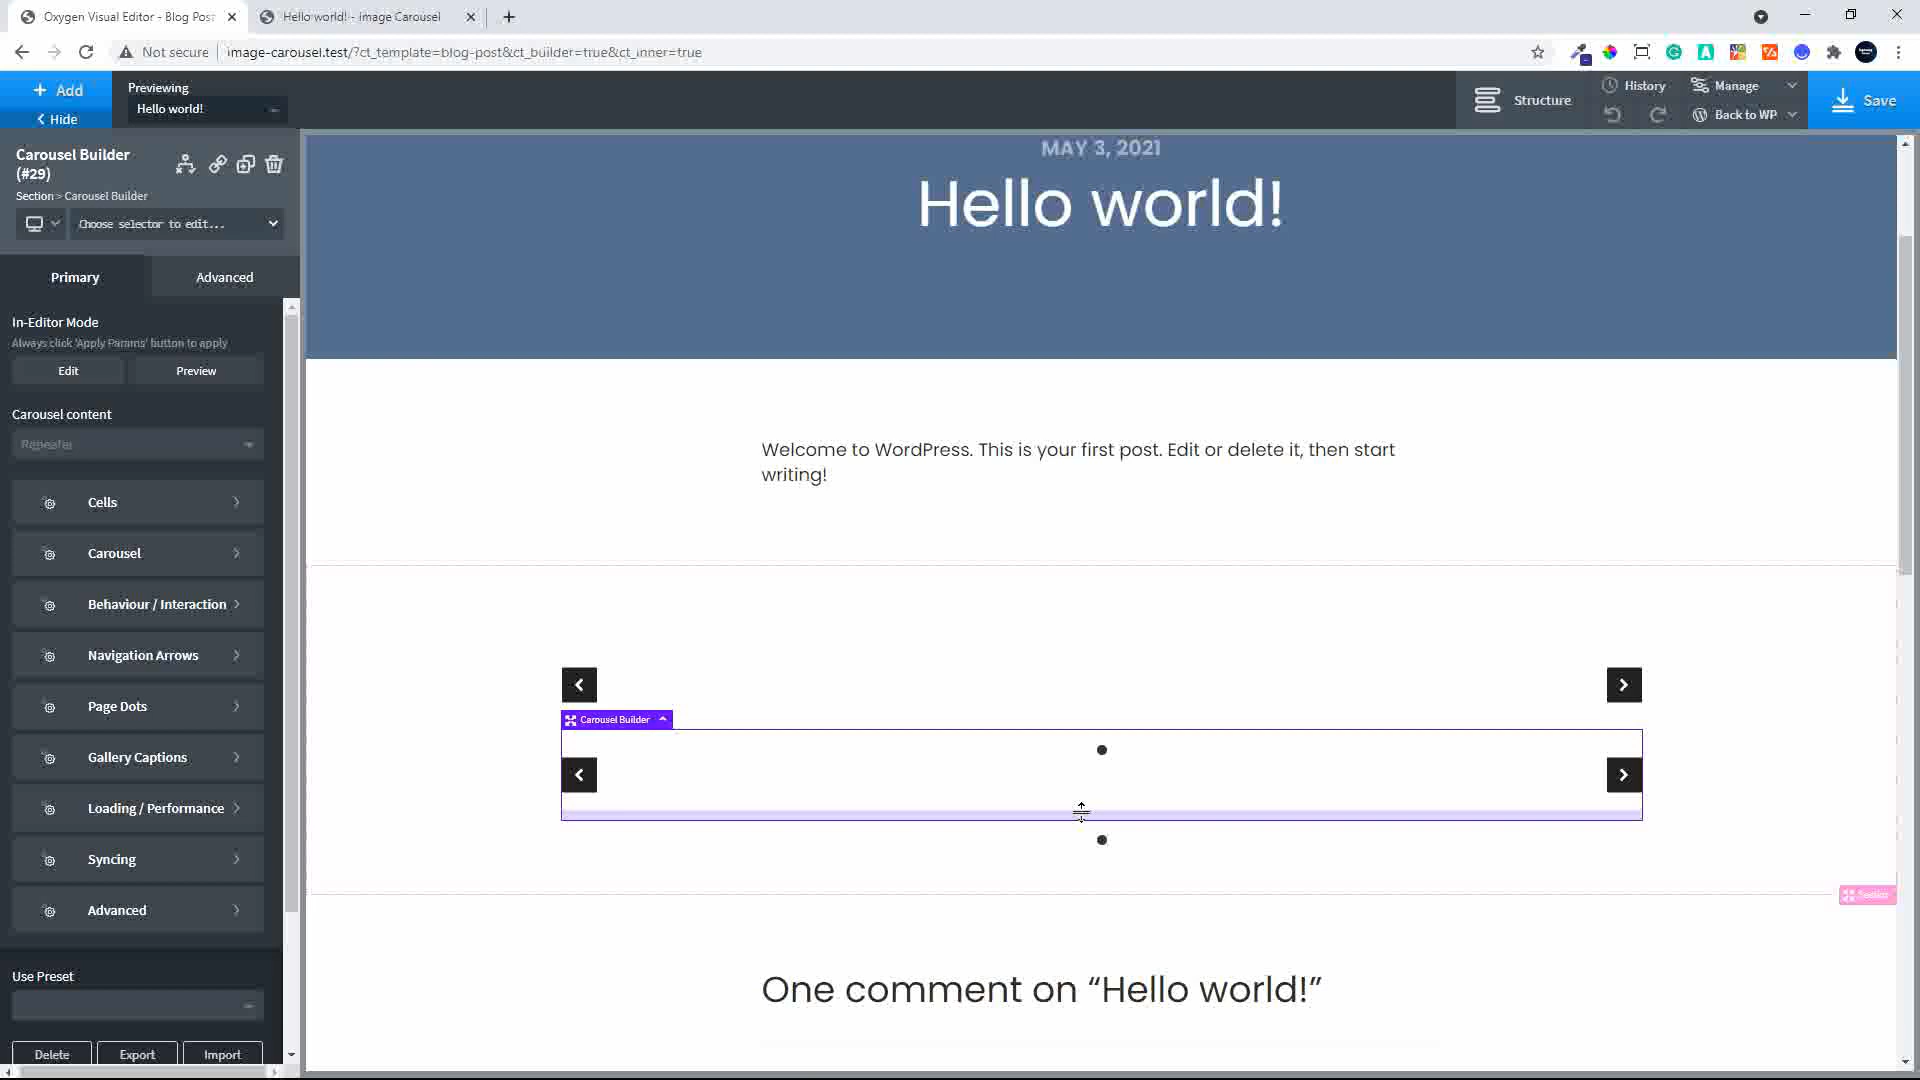 Oxygen Visual Editor - Blog Pos
Hello world! - image Carousel
Not secure
image-carousel.test/?ct_template=blog-post&ct_builder=true&ct_inner=true
Add
Hide
Previewing
Hello world!
Structure
History
Manage
Back to WP
Save
Carousel Builder
(#29)
Section > Carousel Builder
Choose selector to edit...
Primary
Advanced
In-Editor Mode
Always click 'Apply Params' button to apply
Edit
Preview
Carousel content
Repeater
Cells
Carousel
Behaviour / Interaction
Navigation Arrows
Page Dots
Gallery Captions
Loading / Performance
Syncing
Advanced
Use Preset
Delete
Export
Import
MAY 3, 2021
Hello world!
Welcome to WordPress. This is your first post. Edit or delete it, then start
writing!
Carousel Builder
Section
One comment on “Hello world!”